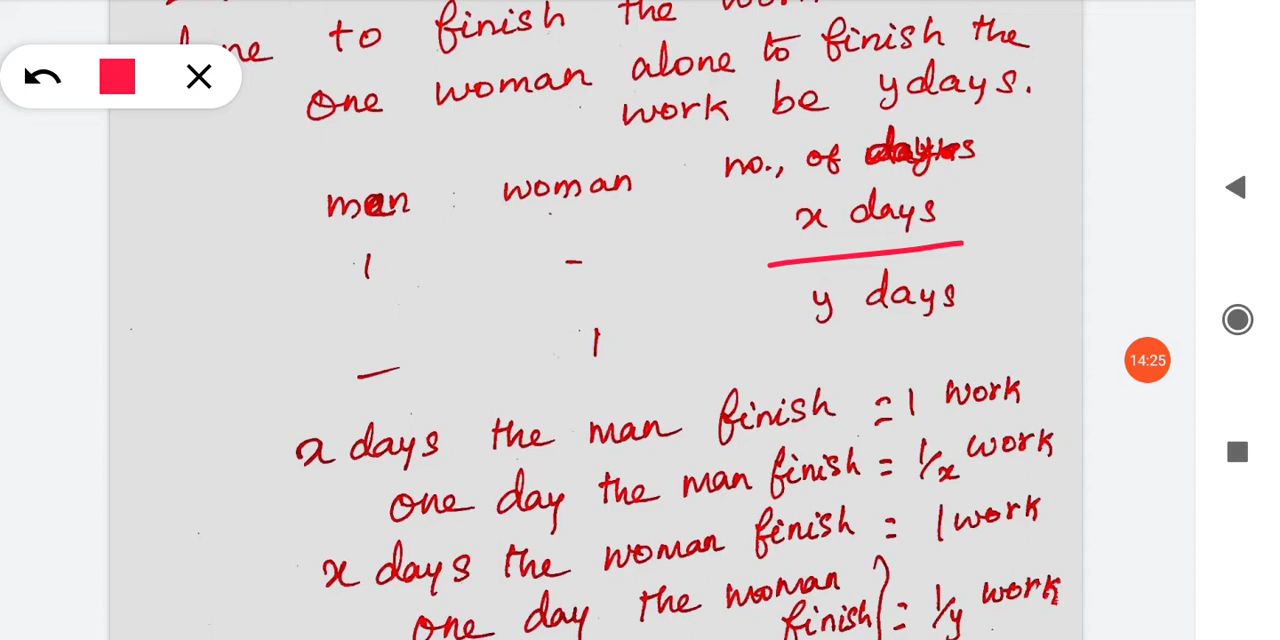 to finish the
one woman alone to finish the
work be y days.
man woman no., of days
x days
1 -
y days
- 1
x days the man finish = 1 work
one day the man finish = 1/x work
x days the woman finish = 1 work
one day the woman
finish } = 1/y work
14:25